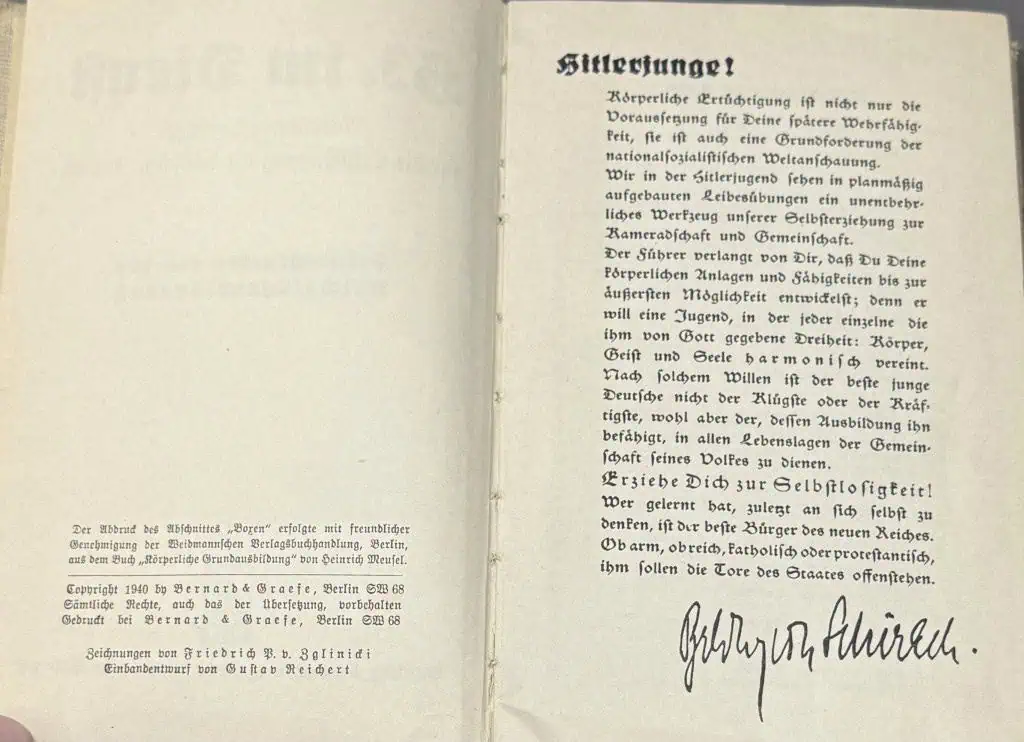 Der Abdruck des Abschnittes „Boxen“ erfolgte mit freundlicher
Genehmigung der Weidmannschen Verlagsbuchhandlung, Berlin,
aus dem Buch „Körperliche Grundausbildung“ von Heinrich Meusel.
Copyright 1940 by Bernard & Graefe, Berlin SW 68
Sämtliche Rechte, auch das der Übersetzung, vorbehalten
Gedruckt bei Bernard & Graefe, Berlin SW 68
Zeichnungen von Friedrich P. v. Zglinicki
Einbandentwurf von Gustav Reichert
Hitlerjunge!
Körperliche Ertüchtigung ist nicht nur die
Voraussetzung für Deine spätere Wehrfähig-
keit, sie ist auch eine Grundforderung der
nationalsozialistischen Weltanschauung.
Wir in der Hitlerjugend sehen in planmäßig
aufgebauten Leibesübungen ein unentbehr-
liches Werkzeug unserer Selbsterziehung zur
Kameradschaft und Gemeinschaft.
Der Führer verlangt von Dir, daß Du Deine
körperlichen Anlagen und Fähigkeiten bis zur
äußersten Möglichkeit entwickelst; denn er
will eine Jugend, in der jeder einzelne die
ihm von Gott gegebene Dreiheit: Körper,
Geist und Seele harmonisch vereint.
Nach solchem Willen ist der beste junge
Deutsche nicht der Klügste oder der Kräf-
tigste, wohl aber der, dessen Ausbildung ihn
befähigt, in allen Lebenslagen der Gemein-
schaft seines Volkes zu dienen.
Erziehe Dich zur Selbstlosigkeit!
Wer gelernt hat, zuletzt an sich selbst zu
denken, ist der beste Bürger des neuen Reiches.
Ob arm, ob reich, katholisch oder protestantisch,
ihm sollen die Tore des Staates offenstehen.
Baldur von Schirach.